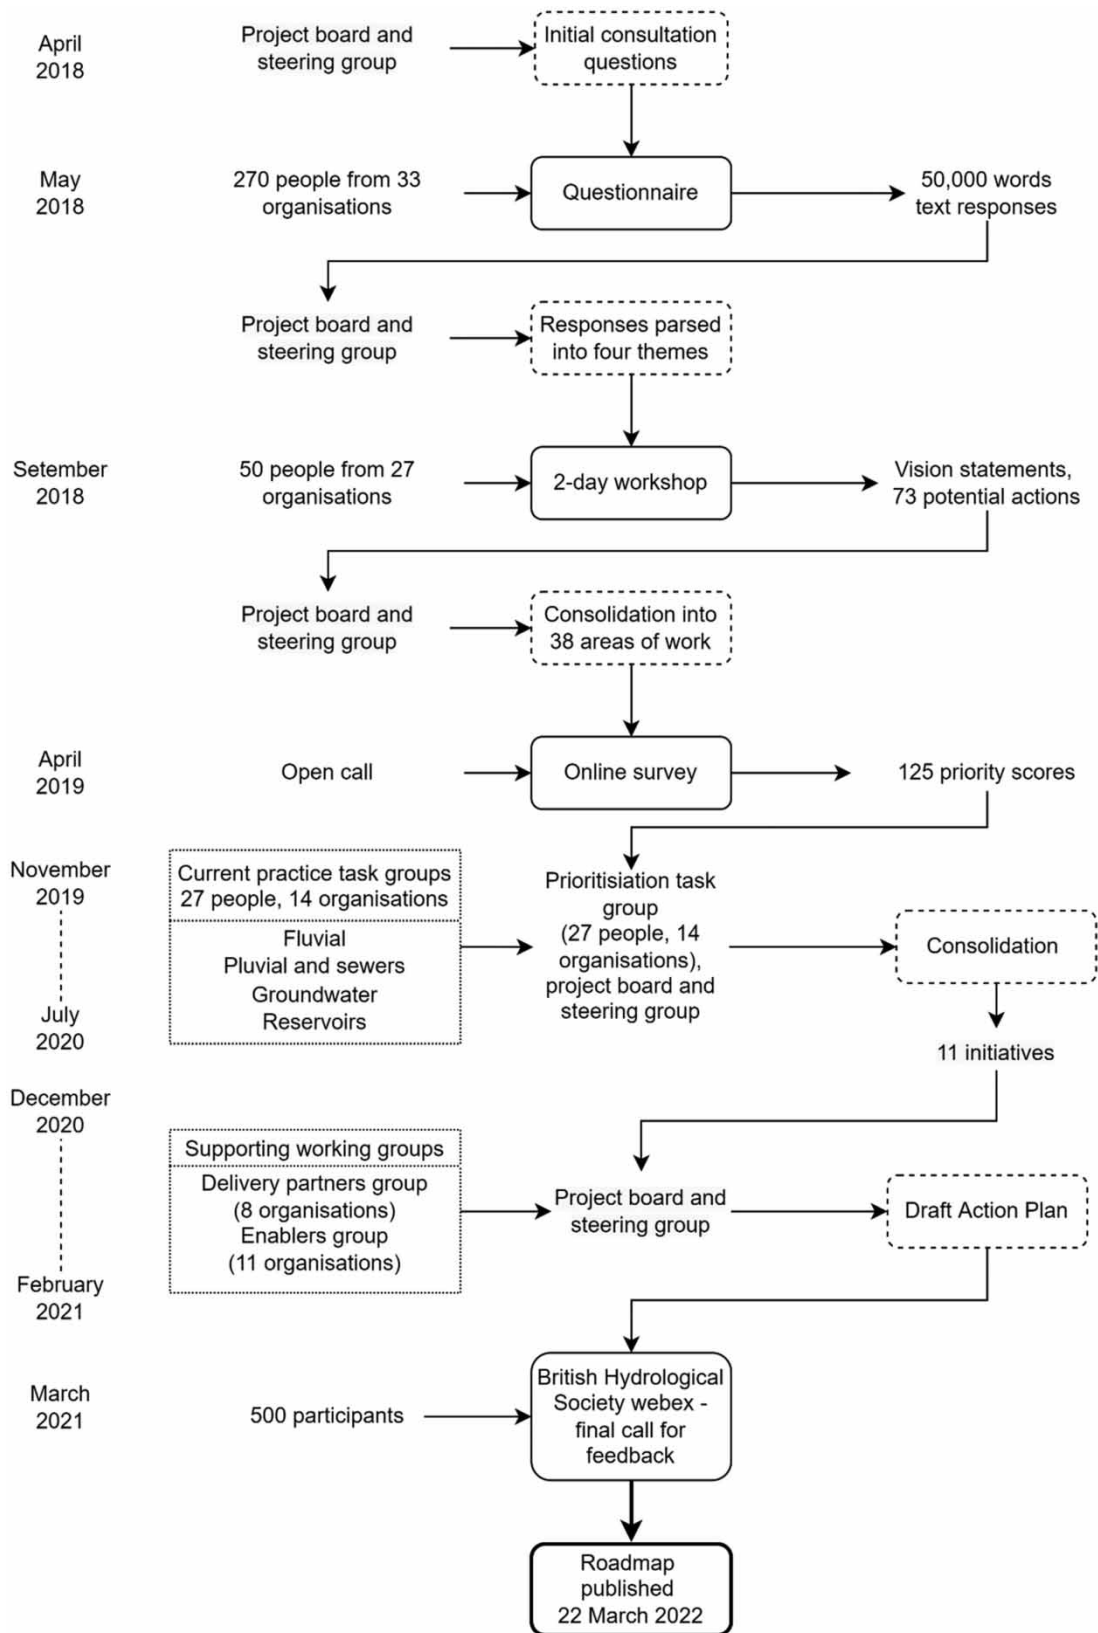 April
2018
Project board and
steering group
Initial consultation
questions
May
2018
270 people from 33
organisations
Questionnaire
50,000 words
text responses
Project board and
steering group
Responses parsed
into four themes
Setember
2018
50 people from 27
organisations
2-day workshop
Vision statements,
73 potential actions
Project board and
steering group
Consolidation into
38 areas of work
April
2019
Open call
Online survey
125 priority scores
November
2019
July
2020
Current practice task groups
27 people, 14 organisations
Fluvial
Pluvial and sewers
Groundwater
Reservoirs
Prioritisiation task
group
(27 people, 14
organisations),
project board and
steering group
Consolidation
11 initiatives
December
2020
February
2021
Supporting working groups
Delivery partners group
(8 organisations)
Enablers group
(11 organisations)
Project board and
steering group
Draft Action Plan
March
2021
500 participants
British Hydrological
Society webex -
final call for
feedback
Roadmap
published
22 March 2022